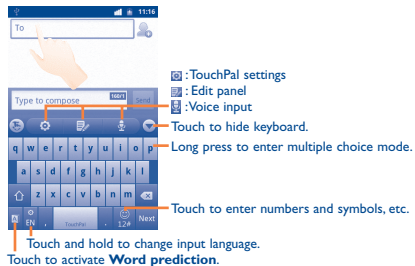 11:16
To
: TouchPal settings
: Edit panel
: Voice input
Type to compose
160/1
Send
Touch to hide keyboard.
q w e r t y u i o p
Long press to enter multiple choice mode.
a s d f g h j k l
z x c v b n m
Touch to enter numbers and symbols, etc.
EN , TouchPal . 12# Next
Touch and hold to change input language.
Touch to activate Word prediction.